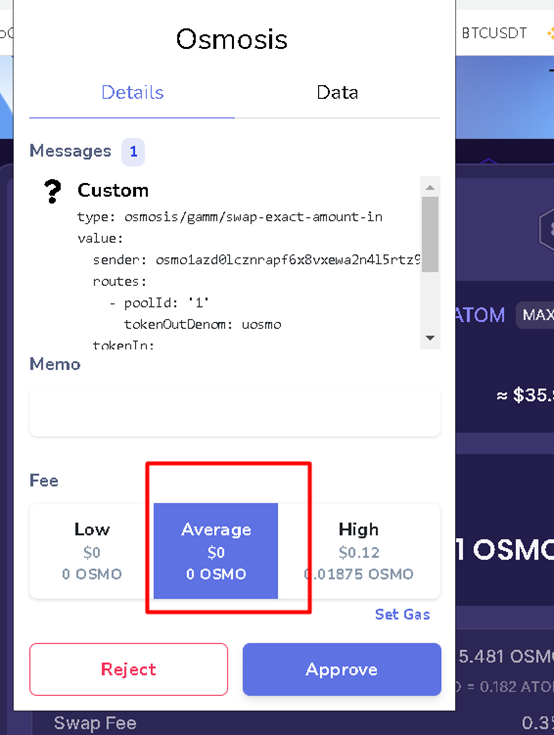 Osmosis
BTCUSDT
Details
Data
Messages 1
?
Custom
type: osmosis/gamm/swap-exact-amount-in
value:
sender: osmo1azd0lcznrapf6x8vxewa2n4l5rtz9
routes:
- poolId: '1'
tokenOutDenom: uosmo
tokenIn:
ATOM
MAX
≈ $35.
Memo
Fee
Low
Average
High
$0
$0
$0.12
0 OSMO
0 OSMO
0.01875 OSMO
1 OSMO
Set Gas
Reject
Approve
5.481 OSMO
= 0.182 ATOM
Swap Fee
0.3